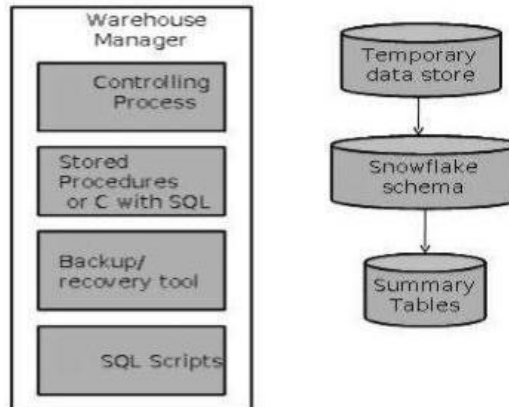 Warehouse
Manager
Controlling
Process
Stored
Procedures
or C with SQL
Backup/
recovery tool
SQL Scripts
Temporary
data store
Snowflake
schema
Summary
Tables